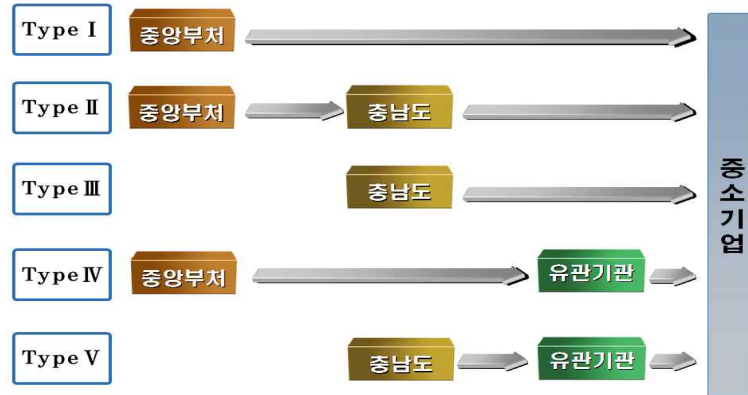 Type Ⅰ 중앙부처
Type Ⅱ 중앙부처 충남도
Type Ⅲ 충남도
Type Ⅳ 중앙부처 유관기관
Type Ⅴ 충남도 유관기관
중소기업